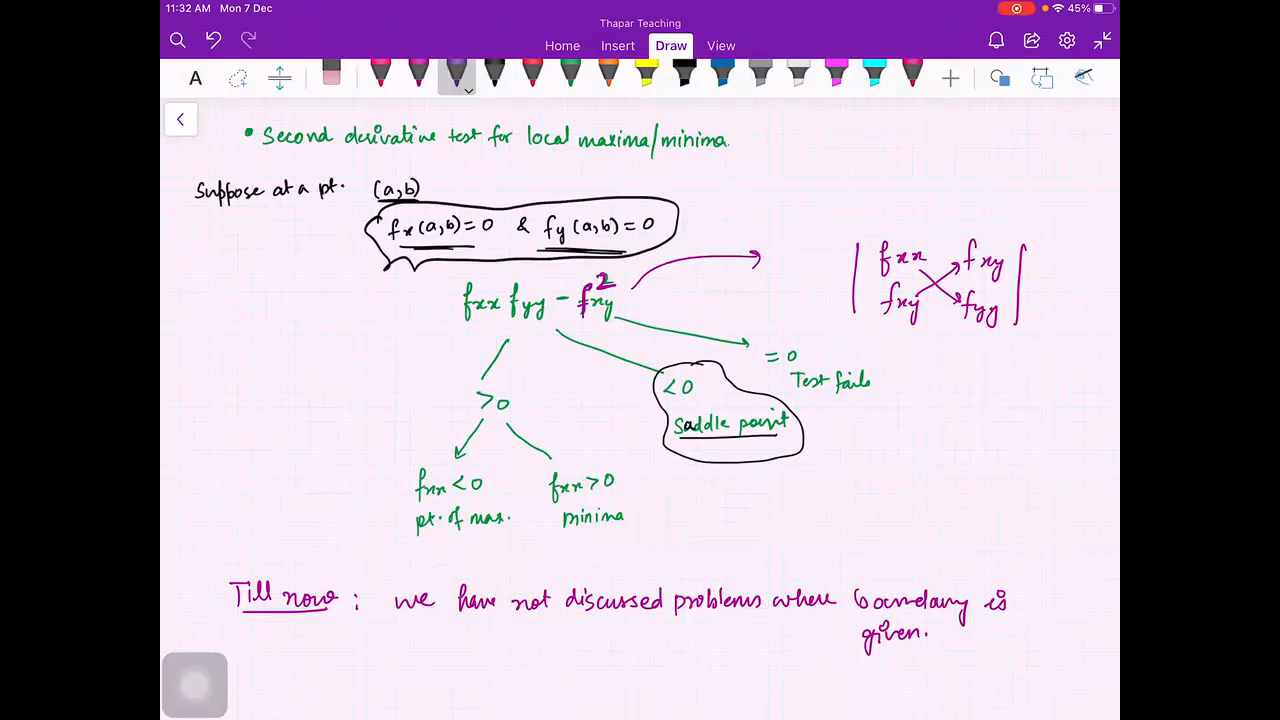 11:32 AM Mon 7 Dec
45%
Thapar Teaching
Home Insert Draw View
A
• Second derivative test for local maxima/minima.
Suppose at a pt. (a,b)
fx(a,b)=0 & fy(a,b)=0
fxx fxy
fxy fyy
fxx fyy - fxy²
= 0
Test fails
<0
Saddle point
>0
fxx<0 fxx>0
pt. of max. minima
Till now: we have not discussed problems where boundary is
given.